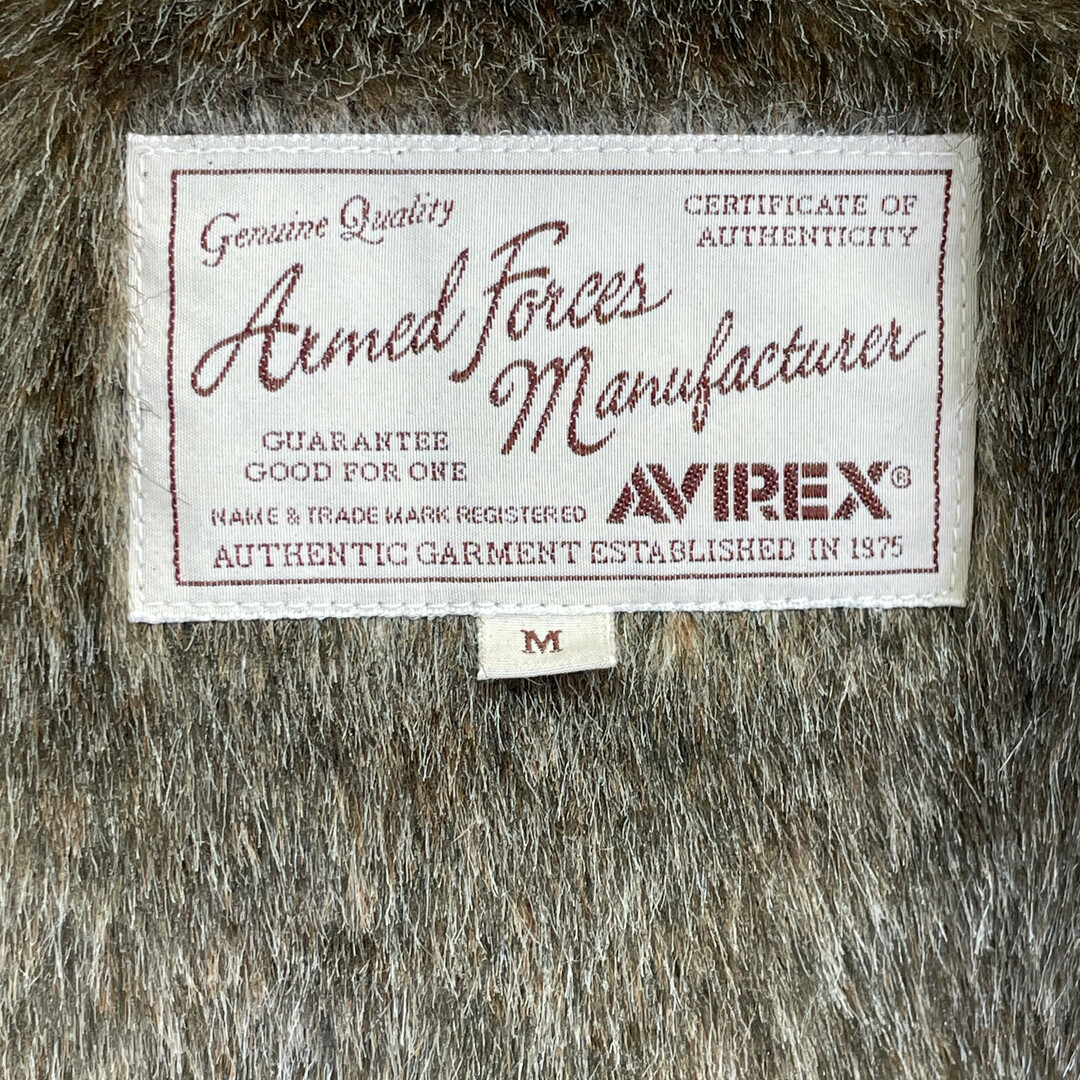 Genuine Quality
CERTIFICATE OF
AUTHENTICITY
Armed Forces
Manufacturer
GUARANTEE
GOOD FOR ONE
NAME & TRADE MARK REGISTERED
AVIREX®
AUTHENTIC GARMENT ESTABLISHED IN 1975
M